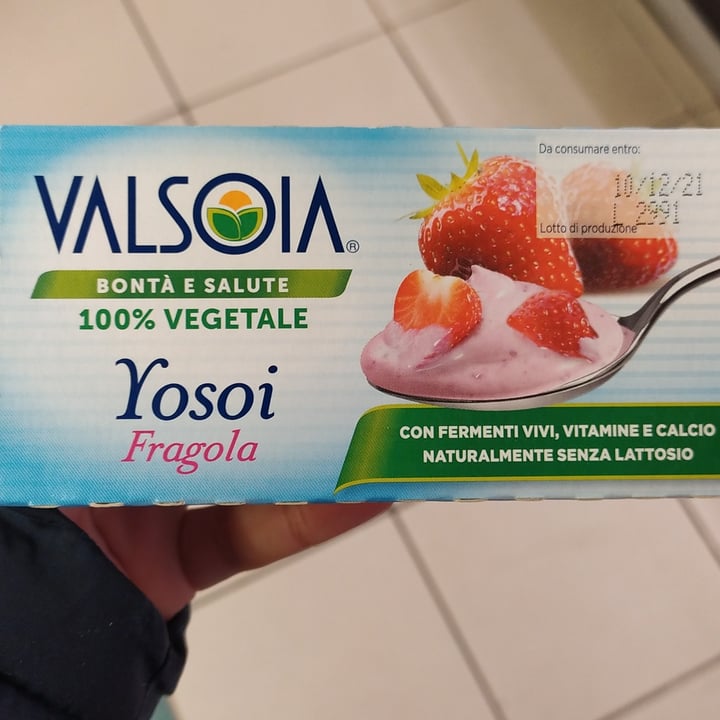 VALSOIA®
BONTÀ E SALUTE
100% VEGETALE
Yosoi
Fragola
Da consumare entro:
10/12/21
L 2991
Lotto di produzione
CON FERMENTI VIVI, VITAMINE E CALCIO
NATURALMENTE SENZA LATTOSIO